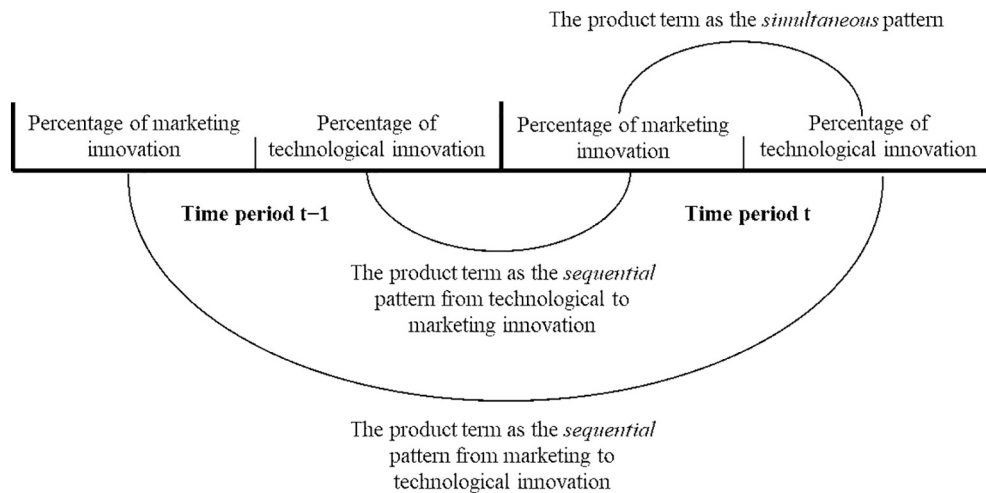 The product term as the simultaneous pattern
Percentage of marketing
innovation
Percentage of
technological innovation
Percentage of marketing
innovation
Percentage of
technological innovation
Time period t−1
Time period t
The product term as the sequential
pattern from technological to
marketing innovation
The product term as the sequential
pattern from marketing to
technological innovation